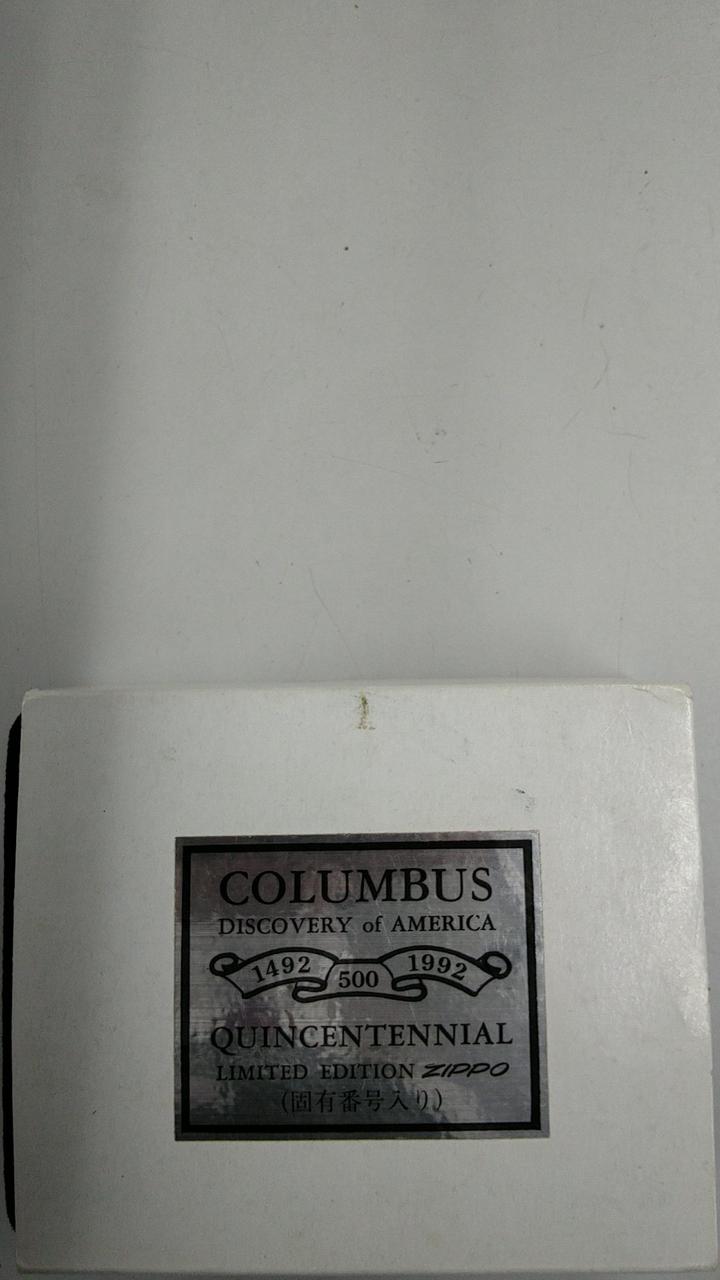 COLUMBUS
DISCOVERY of AMERICA
1492 500 1992
QUINCENTENNIAL
LIMITED EDITION ZIPPO
(固有番号入り)